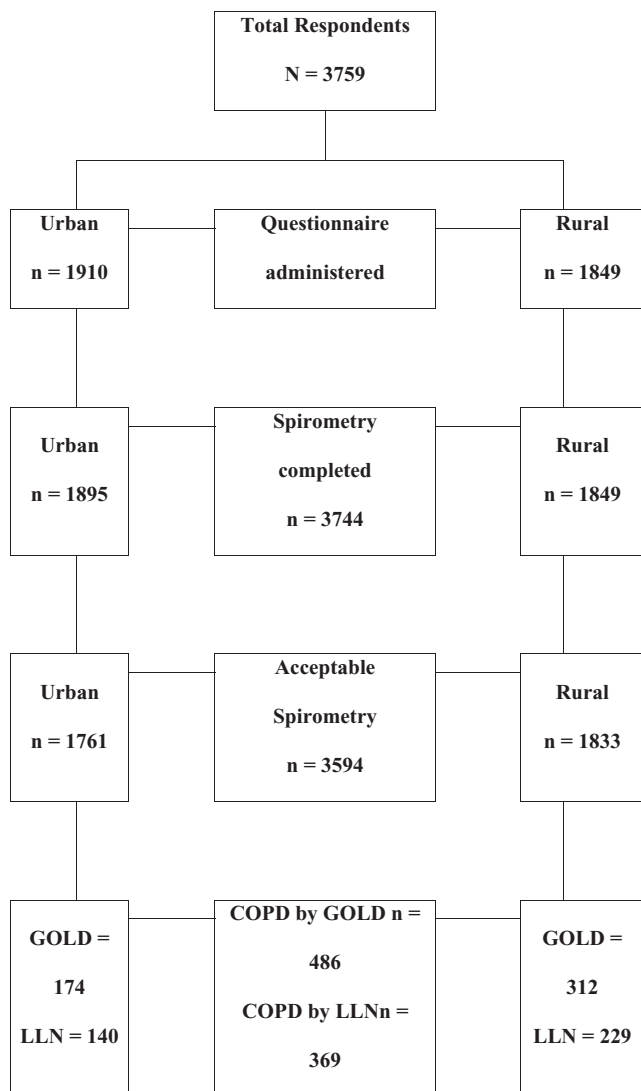 Total Respondents
N = 3759
Urban
n = 1910
Questionnaire
administered
Rural
n = 1849
Urban
n = 1895
Spirometry
completed
n = 3744
Rural
n = 1849
Urban
n = 1761
Acceptable
Spirometry
n = 3594
Rural
n = 1833
GOLD =
174
LLN = 140
COPD by GOLD n =
486
COPD by LLNn =
369
GOLD =
312
LLN = 229